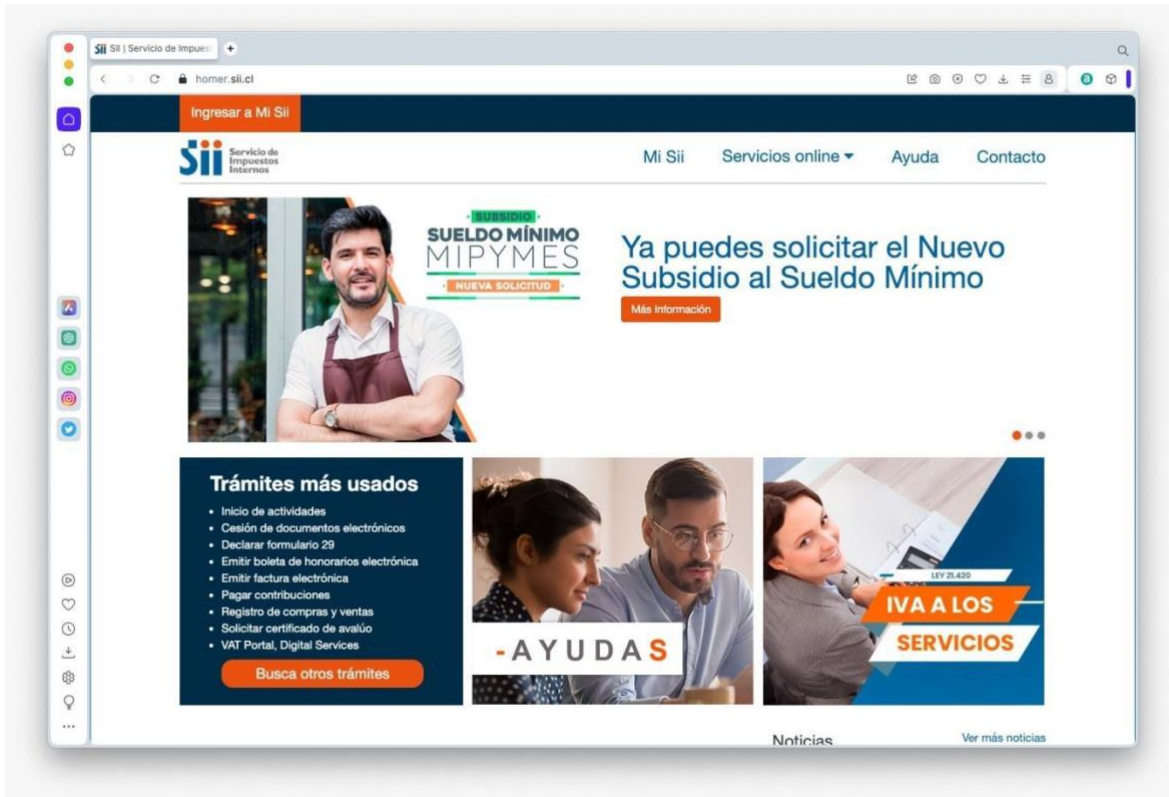 Sii SII | Servicio de Impues
homer.sii.cl
Ingresar a Mi Sii
Sii Servicio de
Impuestos
Internos
Mi Sii Servicios online Ayuda Contacto
SUBSIDIO
SUELDO MÍNIMO
MIPYMES
NUEVA SOLICITUD
Ya puedes solicitar el Nuevo
Subsidio al Sueldo Mínimo
Más Información
Trámites más usados
• Inicio de actividades
• Cesión de documentos electrónicos
• Declarar formulario 29
• Emitir boleta de honorarios electrónica
• Emitir factura electrónica
• Pagar contribuciones
• Registro de compras y ventas
• Solicitar certificado de avalúo
• VAT Portal, Digital Services
Busca otros trámites
-AYUDAS
LEY 21.420
IVA A LOS
SERVICIOS
Noticias
Ver más noticias